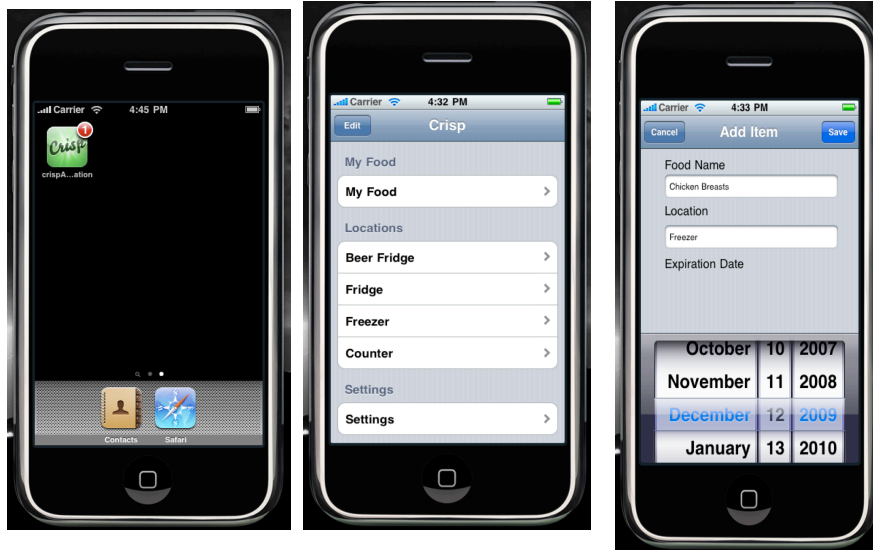 Carrier 4:45 PM
1
Crisp
crispA...ation
Contacts Safari
Carrier 4:32 PM
Edit Crisp
My Food
My Food
Locations
Beer Fridge
Fridge
Freezer
Counter
Settings
Settings
Carrier 4:33 PM
Cancel Add Item Save
Food Name
Chicken Breasts
Location
Freezer
Expiration Date
October 10 2007
November 11 2008
December 12 2009
January 13 2010